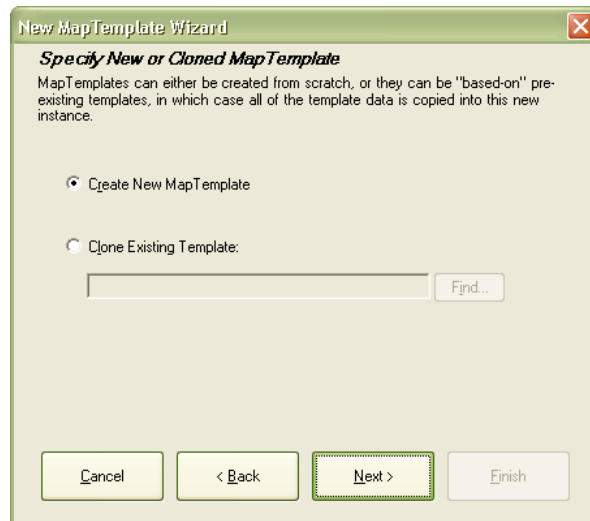 New MapTemplate Wizard
Specify New or Cloned MapTemplate
MapTemplates can either be created from scratch, or they can be "based-on" pre-
existing templates, in which case all of the template data is copied into this new
instance.
Create New MapTemplate
Clone Existing Template:
Find...
Cancel
< Back
Next >
Finish